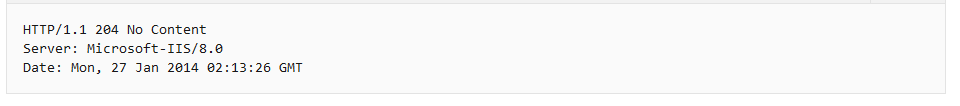 HTTP/1.1 204 No Content
Server: Microsoft-IIS/8.0
Date: Mon, 27 Jan 2014 02:13:26 GMT